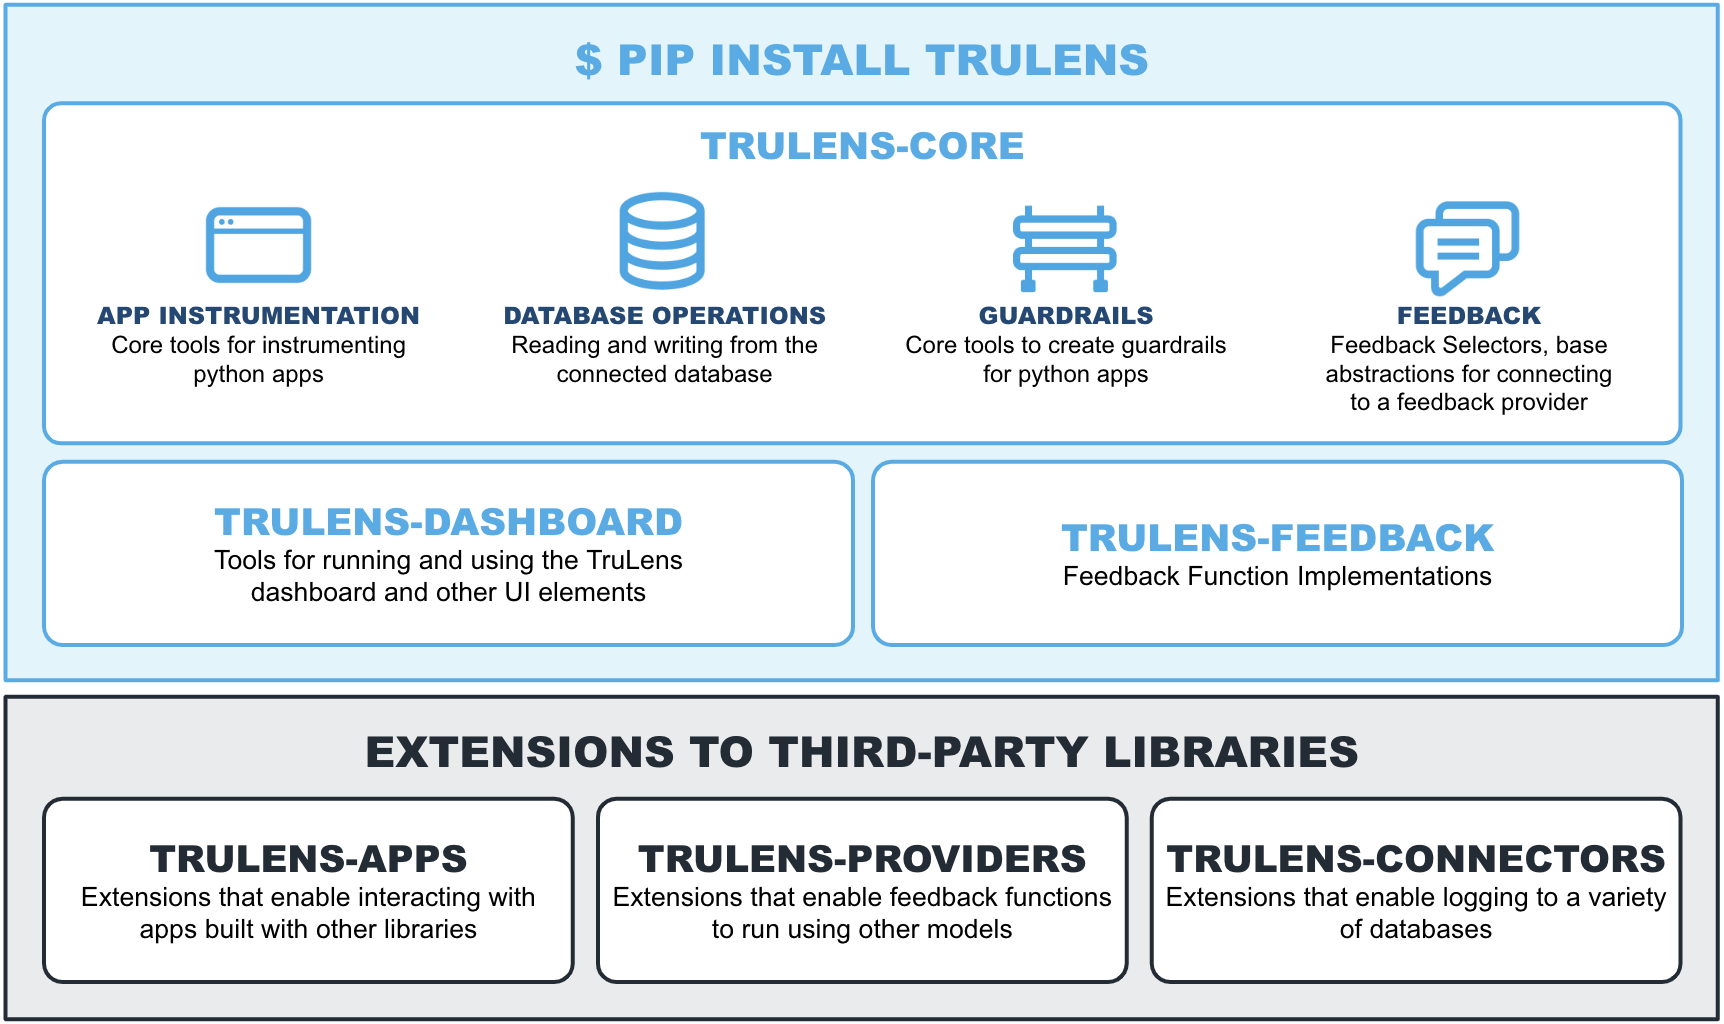 $ PIP INSTALL TRULENS
TRULENS-CORE
APP INSTRUMENTATION
Core tools for instrumenting
python apps
DATABASE OPERATIONS
Reading and writing from the
connected database
GUARDRAILS
Core tools to create guardrails
for python apps
FEEDBACK
Feedback Selectors, base
abstractions for connecting
to a feedback provider
TRULENS-DASHBOARD
Tools for running and using the TruLens
dashboard and other UI elements
TRULENS-FEEDBACK
Feedback Function Implementations
EXTENSIONS TO THIRD-PARTY LIBRARIES
TRULENS-APPS
Extensions that enable interacting with
apps built with other libraries
TRULENS-PROVIDERS
Extensions that enable feedback functions
to run using other models
TRULENS-CONNECTORS
Extensions that enable logging to a variety
of databases